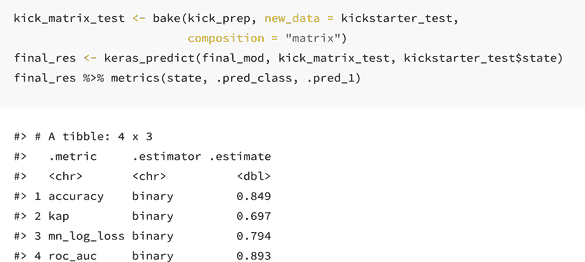 kick_matrix_test <- bake(kick_prep, new_data = kickstarter_test,
                         composition = "matrix")
final_res <- keras_predict(final_mod, kick_matrix_test, kickstarter_test$state)
final_res %>% metrics(state, .pred_class, .pred_1)
#> # A tibble: 4 x 3
#>   .metric     .estimator .estimate
#>   <chr>       <chr>          <dbl>
#> 1 accuracy    binary         0.849
#> 2 kap         binary         0.697
#> 3 mn_log_loss binary         0.794
#> 4 roc_auc     binary         0.893